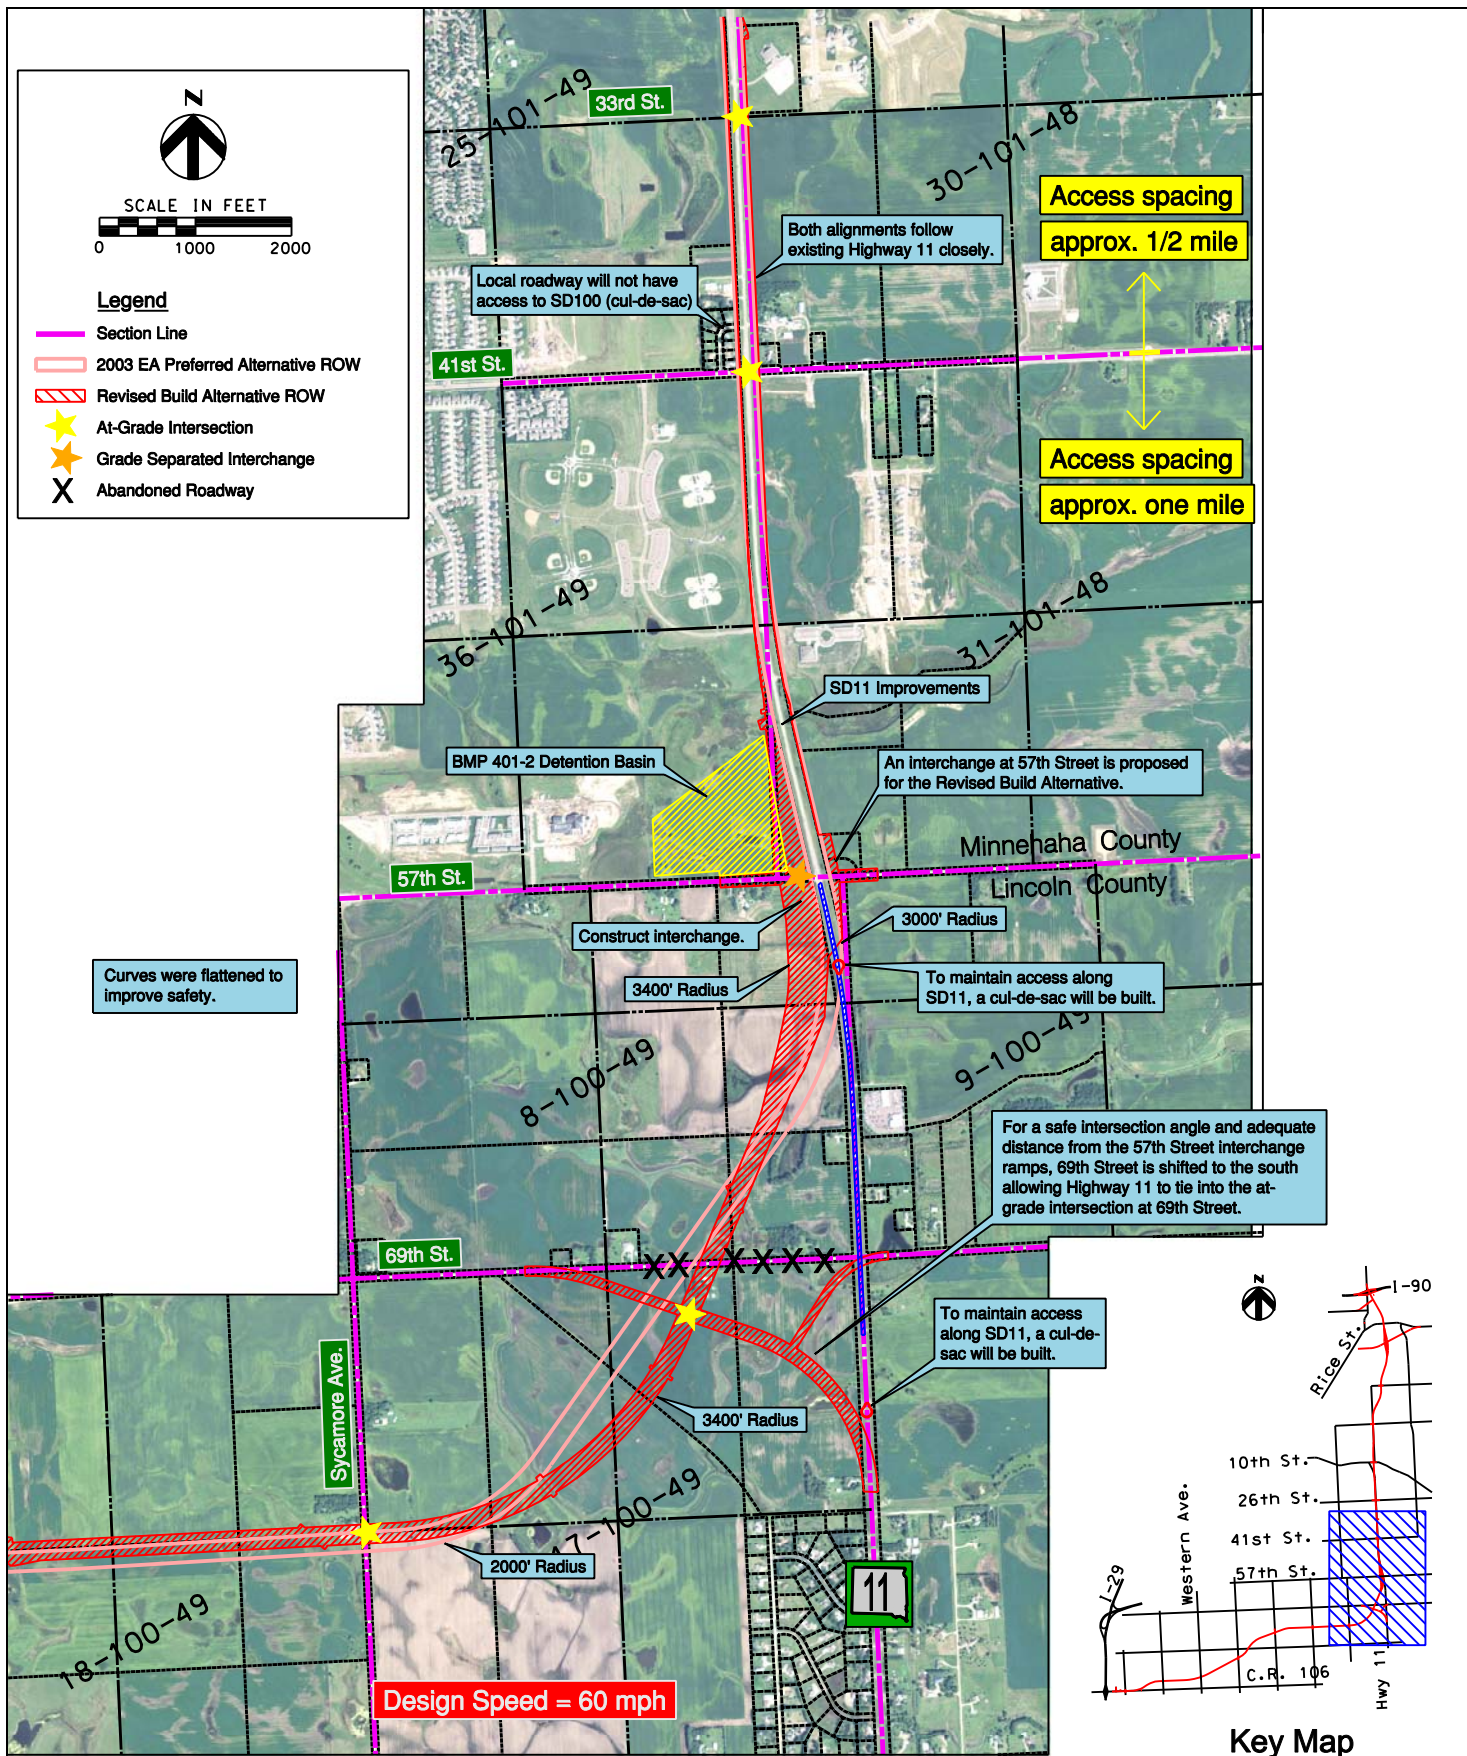 N
SCALE IN FEET
0 1000 2000
Legend
Section Line
2003 EA Preferred Alternative ROW
Revised Build Alternative ROW
At-Grade Intersection
Grade Separated Interchange
X Abandoned Roadway
33rd St.
25-101-49
30-101-48
Access spacing
approx. 1/2 mile
Both alignments follow
existing Highway 11 closely.
Local roadway will not have
access to SD100 (cul-de-sac)
41st St.
Access spacing
approx. one mile
36-101-49
31-101-48
SD11 Improvements
BMP 401-2 Detention Basin
An interchange at 57th Street is proposed
for the Revised Build Alternative.
Minnehaha County
57th St.
Lincoln County
3000' Radius
Construct interchange.
Curves were flattened to
improve safety.
3400' Radius
To maintain access along
SD11, a cul-de-sac will be built.
8-100-49
9-100-49
For a safe intersection angle and adequate
distance from the 57th Street interchange
ramps, 69th Street is shifted to the south
allowing Highway 11 to tie into the at-
grade intersection at 69th Street.
69th St.
X X X X X X
To maintain access
along SD11, a cul-de-
sac will be built.
Sycamore Ave.
3400' Radius
17-100-49
2000' Radius
11
18-100-49
Design Speed = 60 mph
N
I-90
Rice St.
10th St.
26th St.
41st St.
57th St.
Western Ave.
I-29
C.R. 106
Hwy 11
Key Map